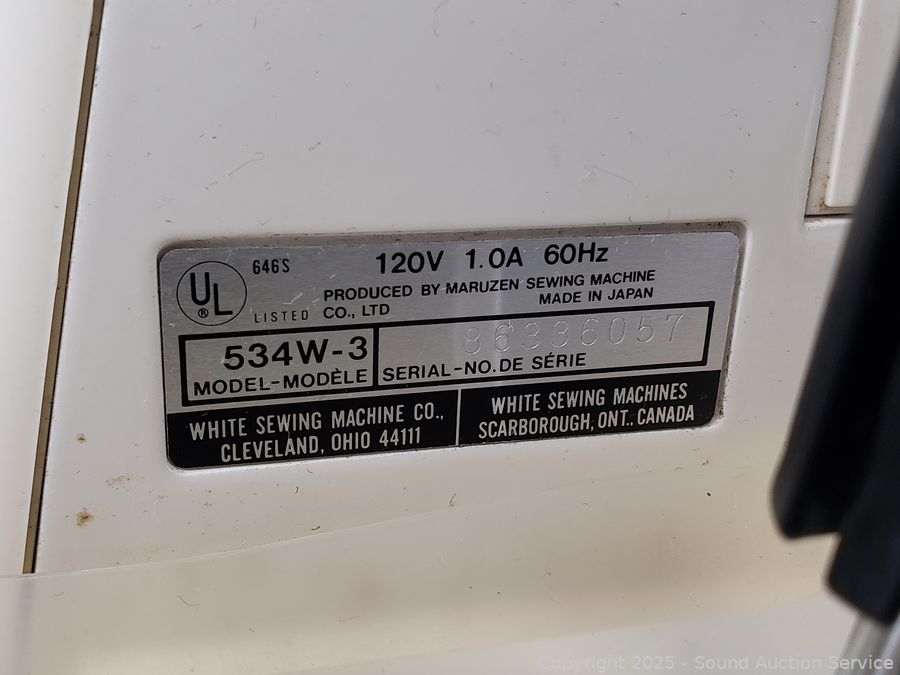 UL
®
LISTED
646S
120V 1.0A 60Hz
PRODUCED BY MARUZEN SEWING MACHINE
CO., LTD MADE IN JAPAN
534W-3
MODEL-MODÈLE
86336057
SERIAL-NO. DE SÉRIE
WHITE SEWING MACHINE CO.,
CLEVELAND, OHIO 44111
WHITE SEWING MACHINES
SCARBOROUGH, ONT., CANADA
Copyright 2025 - Sound Auction Service